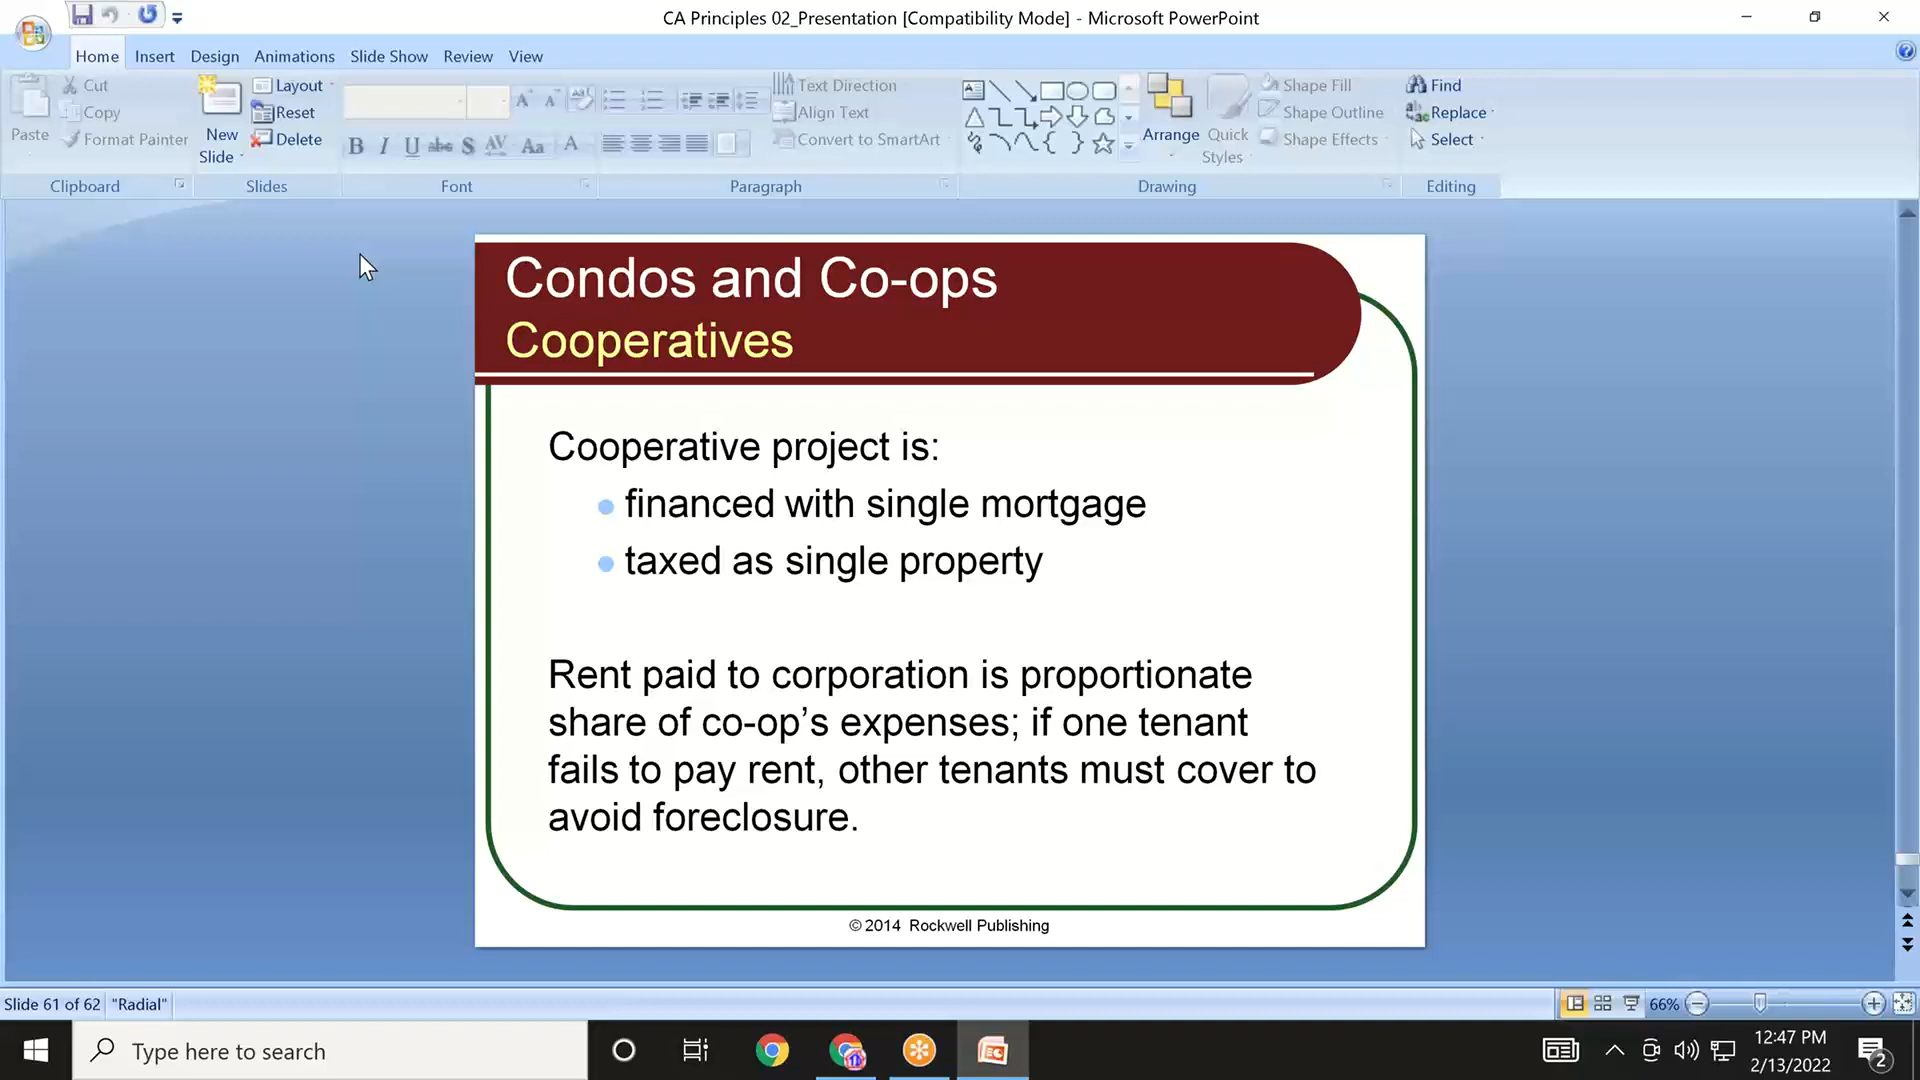 CA Principles 02_Presentation [Compatibility Mode] - Microsoft PowerPoint
Home Insert Design Animations Slide Show Review View
Paste
Cut
Copy
Format Painter
Clipboard
New
Slide
Layout
Reset
Delete
Slides
B I U abc S AV Aa A
Font
Text Direction
Align Text
Convert to SmartArt
Paragraph
Arrange
Quick
Styles
Shape Fill
Shape Outline
Shape Effects
Drawing
Find
Replace
Select
Editing
Condos and Co-ops
Cooperatives
Cooperative project is:
financed with single mortgage
taxed as single property
Rent paid to corporation is proportionate
share of co-op’s expenses; if one tenant
fails to pay rent, other tenants must cover to
avoid foreclosure.
© 2014 Rockwell Publishing
Slide 61 of 62 "Radial" 66%
Type here to search
12:47 PM
2/13/2022
2